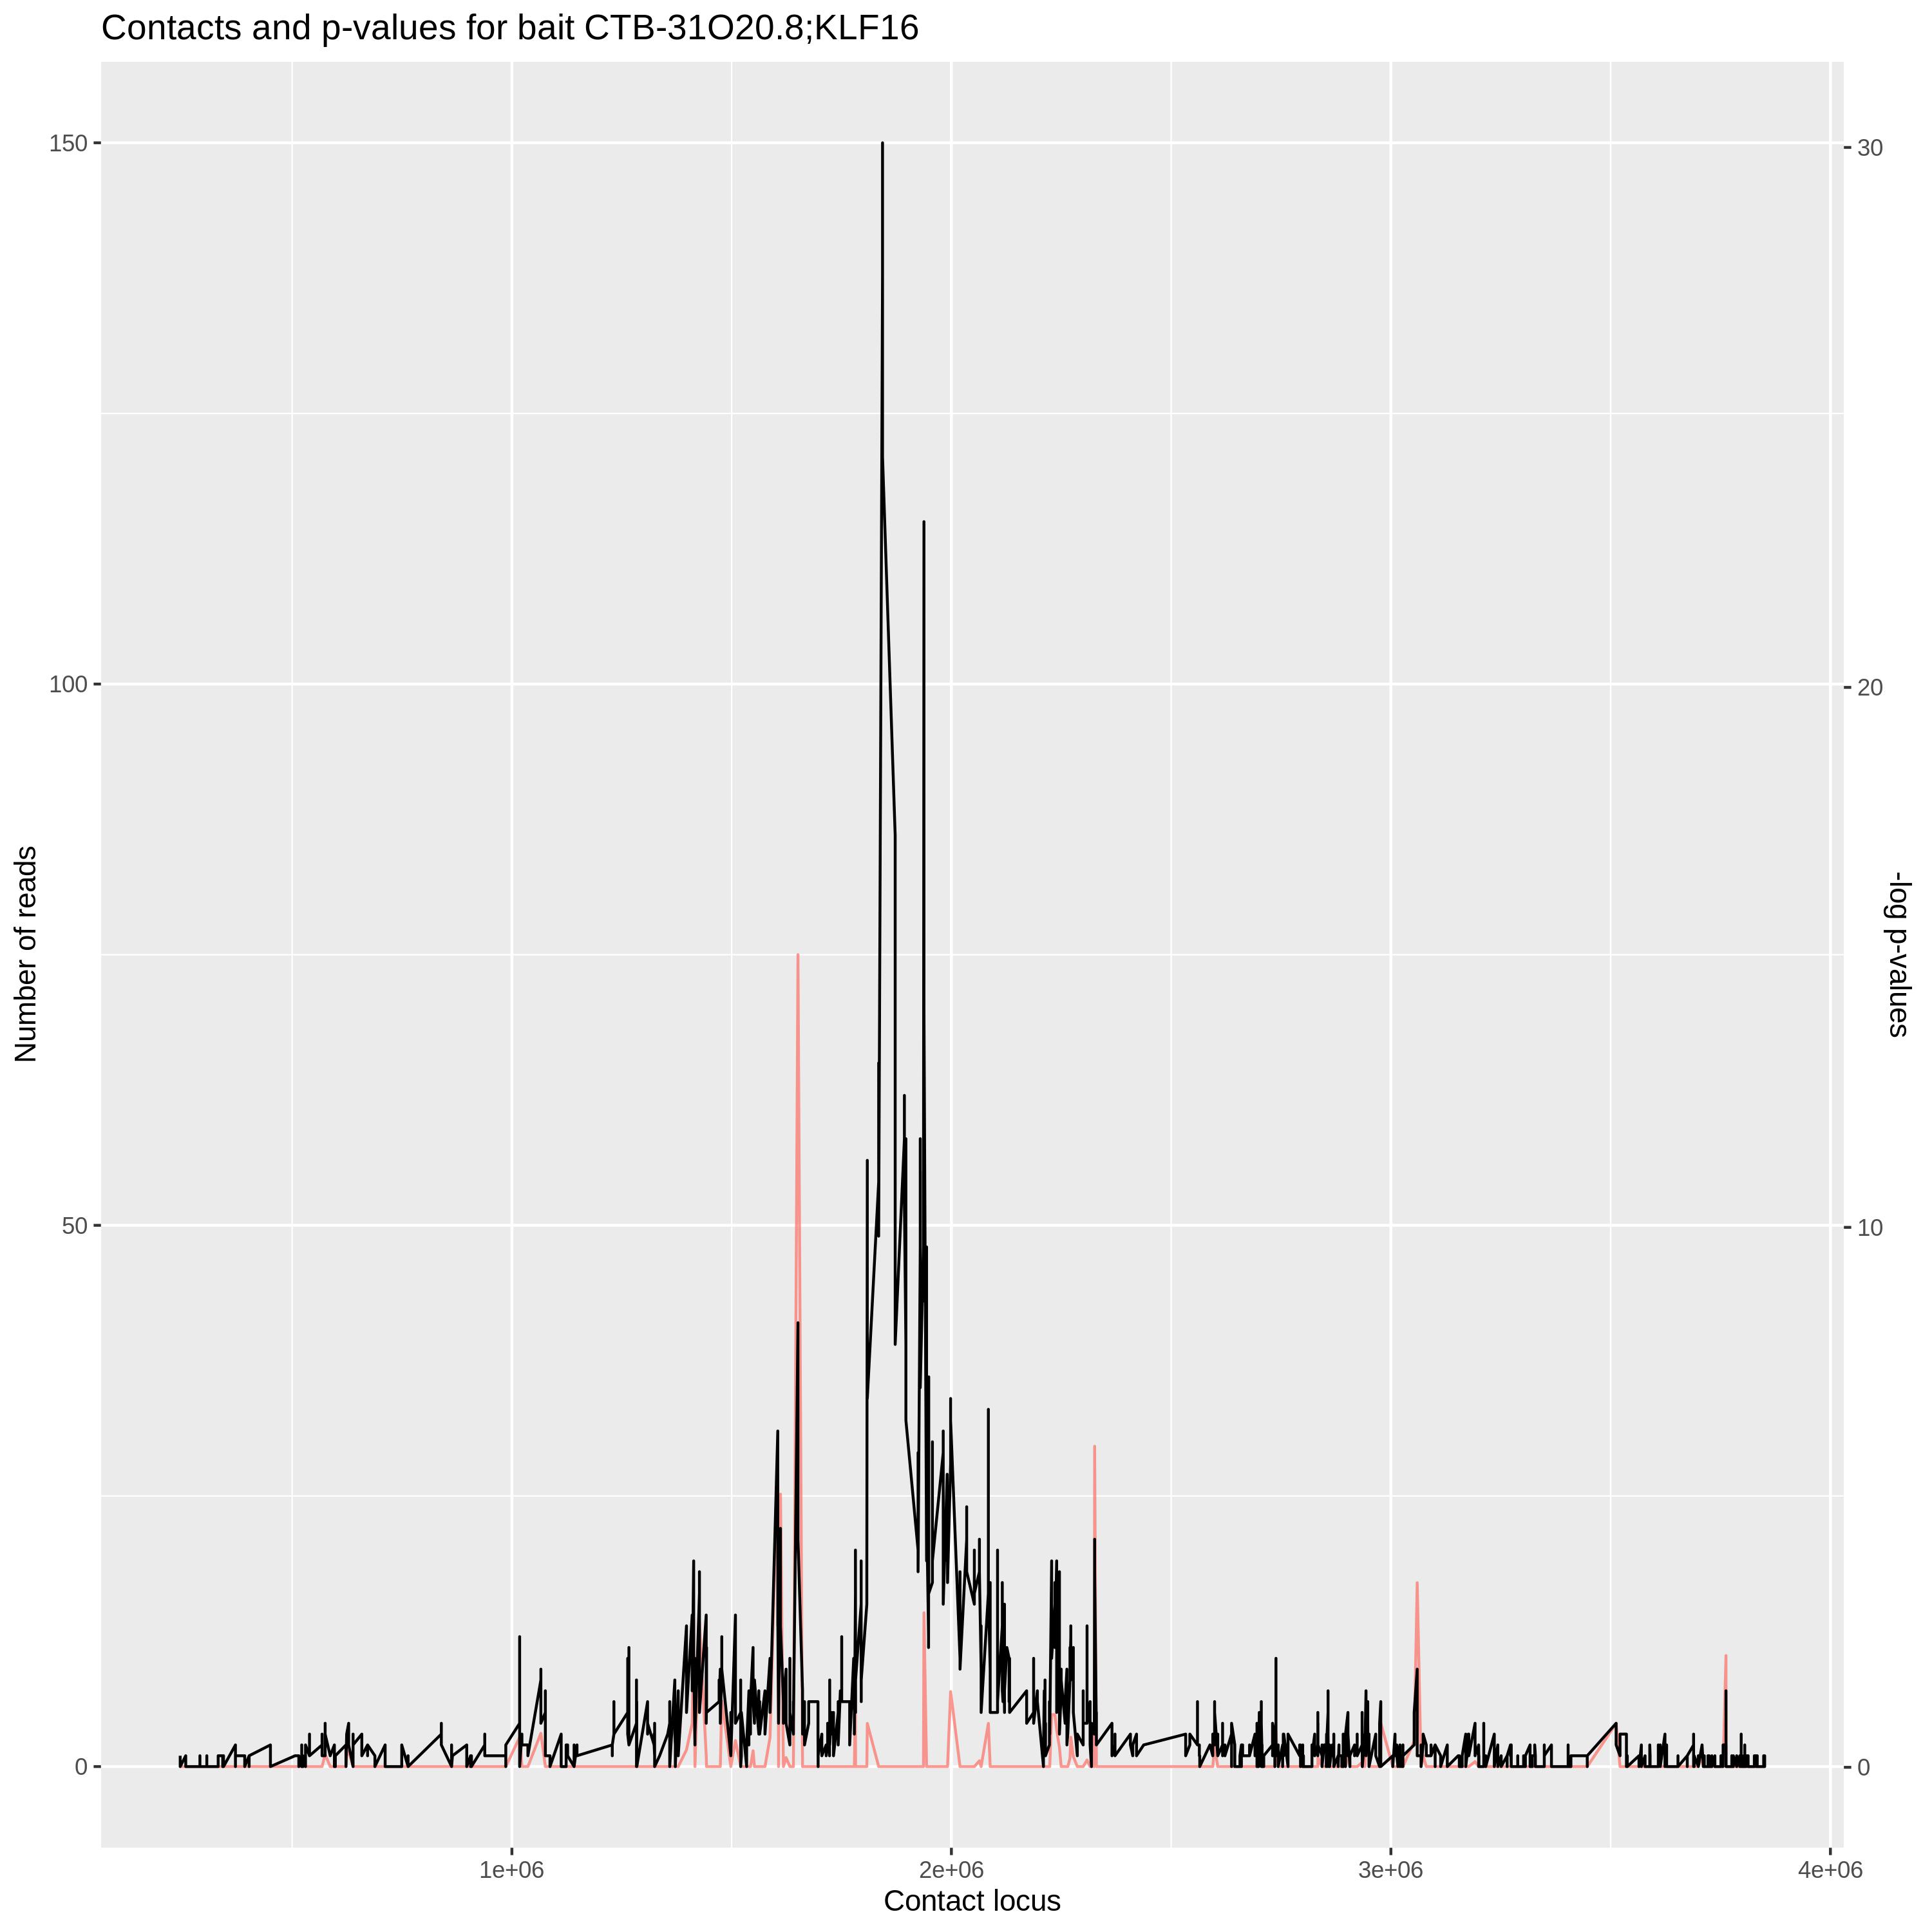 Contacts and p-values for bait CTB-31O20.8;KLF16
150
100
50
0
Number of reads
30
20
10
0
-log p-values
1e+06
2e+06
3e+06
4e+06
Contact locus